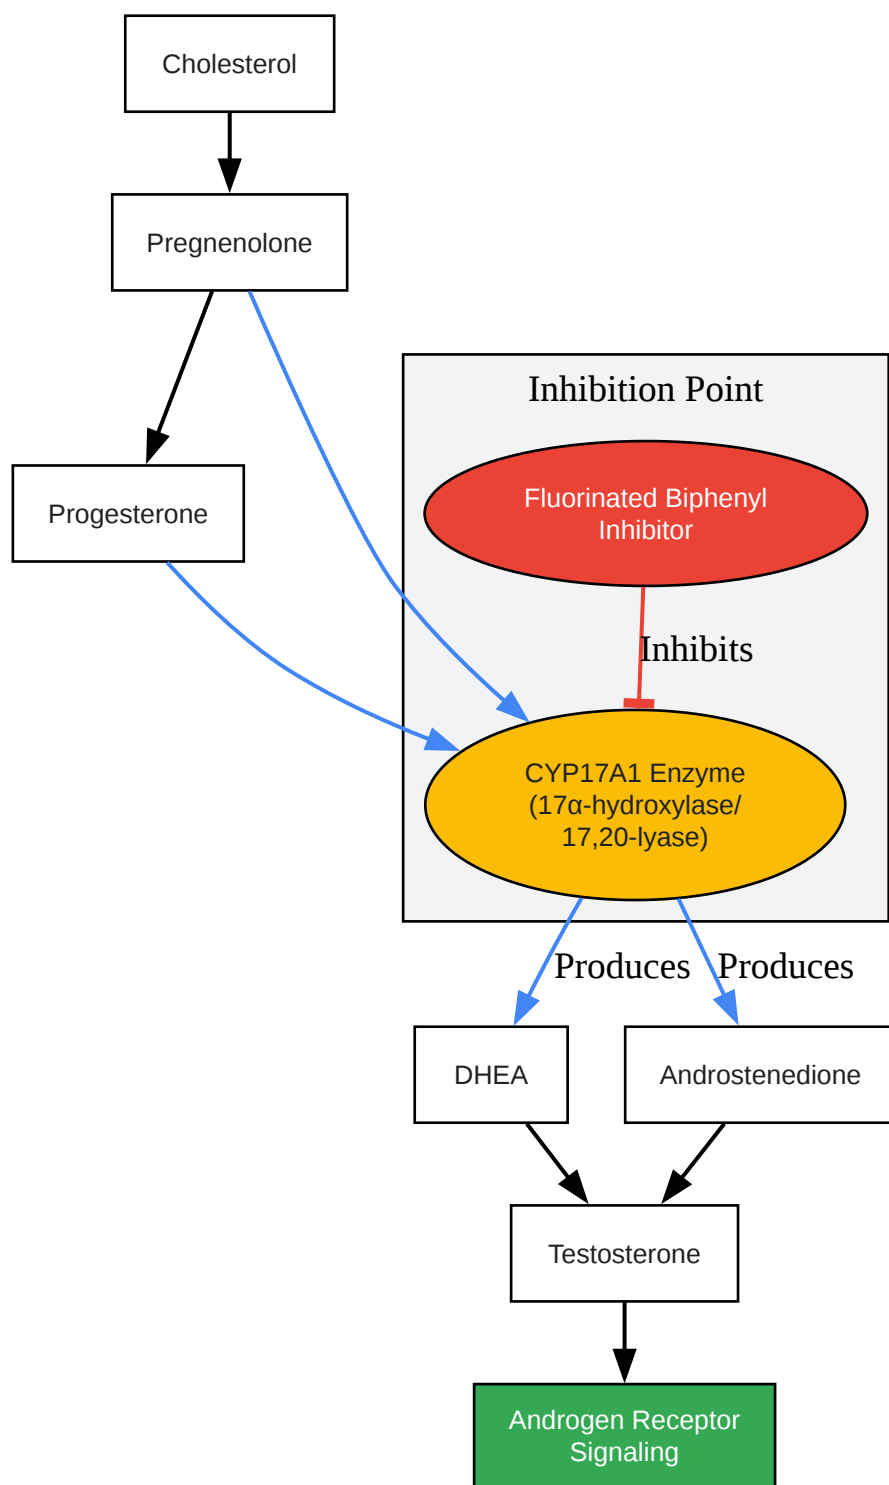 Cholesterol
Pregnenolone
Inhibition Point
Fluorinated Biphenyl
Inhibitor
Progesterone
Inhibits
CYP17A1 Enzyme
(17α-hydroxylase/
17,20-lyase)
Produces
Produces
DHEA
Androstenedione
Testosterone
Androgen Receptor
Signaling